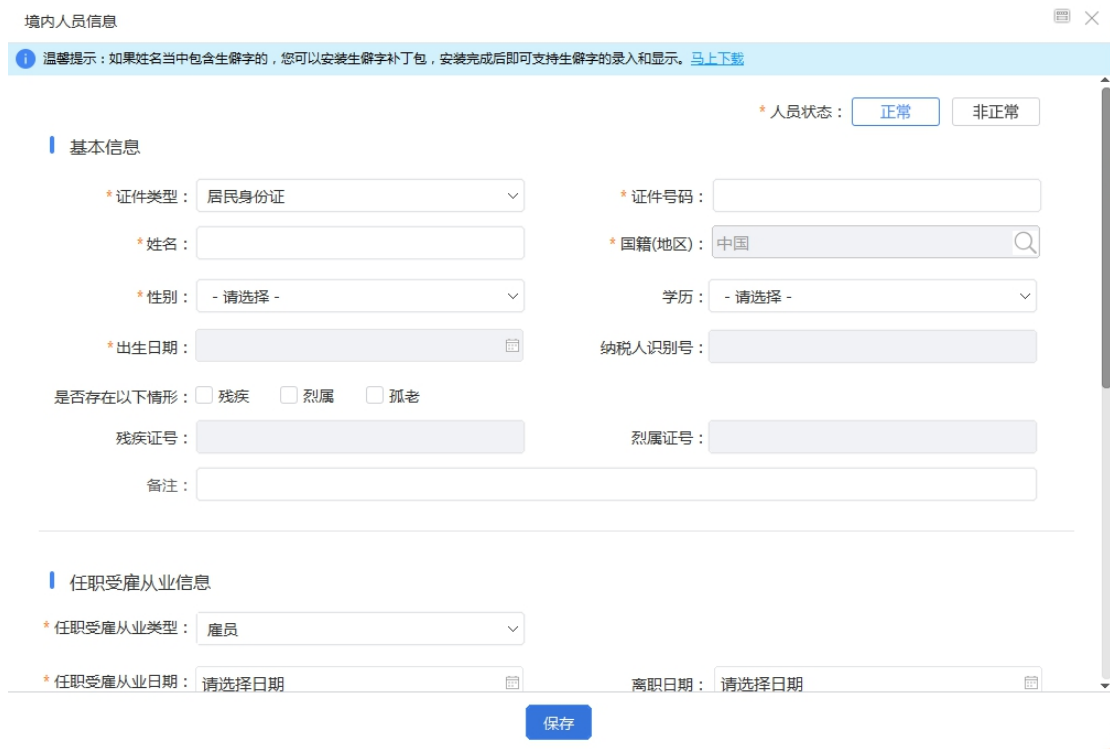 境内人员信息
温馨提示：如果姓名当中包含生僻字的，您可以安装生僻字补丁包，安装完成后即可支持生僻字的录入和显示。马上下载
*人员状态： 正常 非正常
基本信息
*证件类型： 居民身份证 *证件号码：
*姓名： *国籍(地区)： 中国
*性别： - 请选择 - 学历： - 请选择 -
*出生日期： 纳税人识别号：
是否存在以下情形： 残疾 烈属 孤老
残疾证号： 烈属证号：
备注：
任职受雇从业信息
*任职受雇从业类型： 雇员
*任职受雇从业日期： 请选择日期 离职日期： 请选择日期
保存